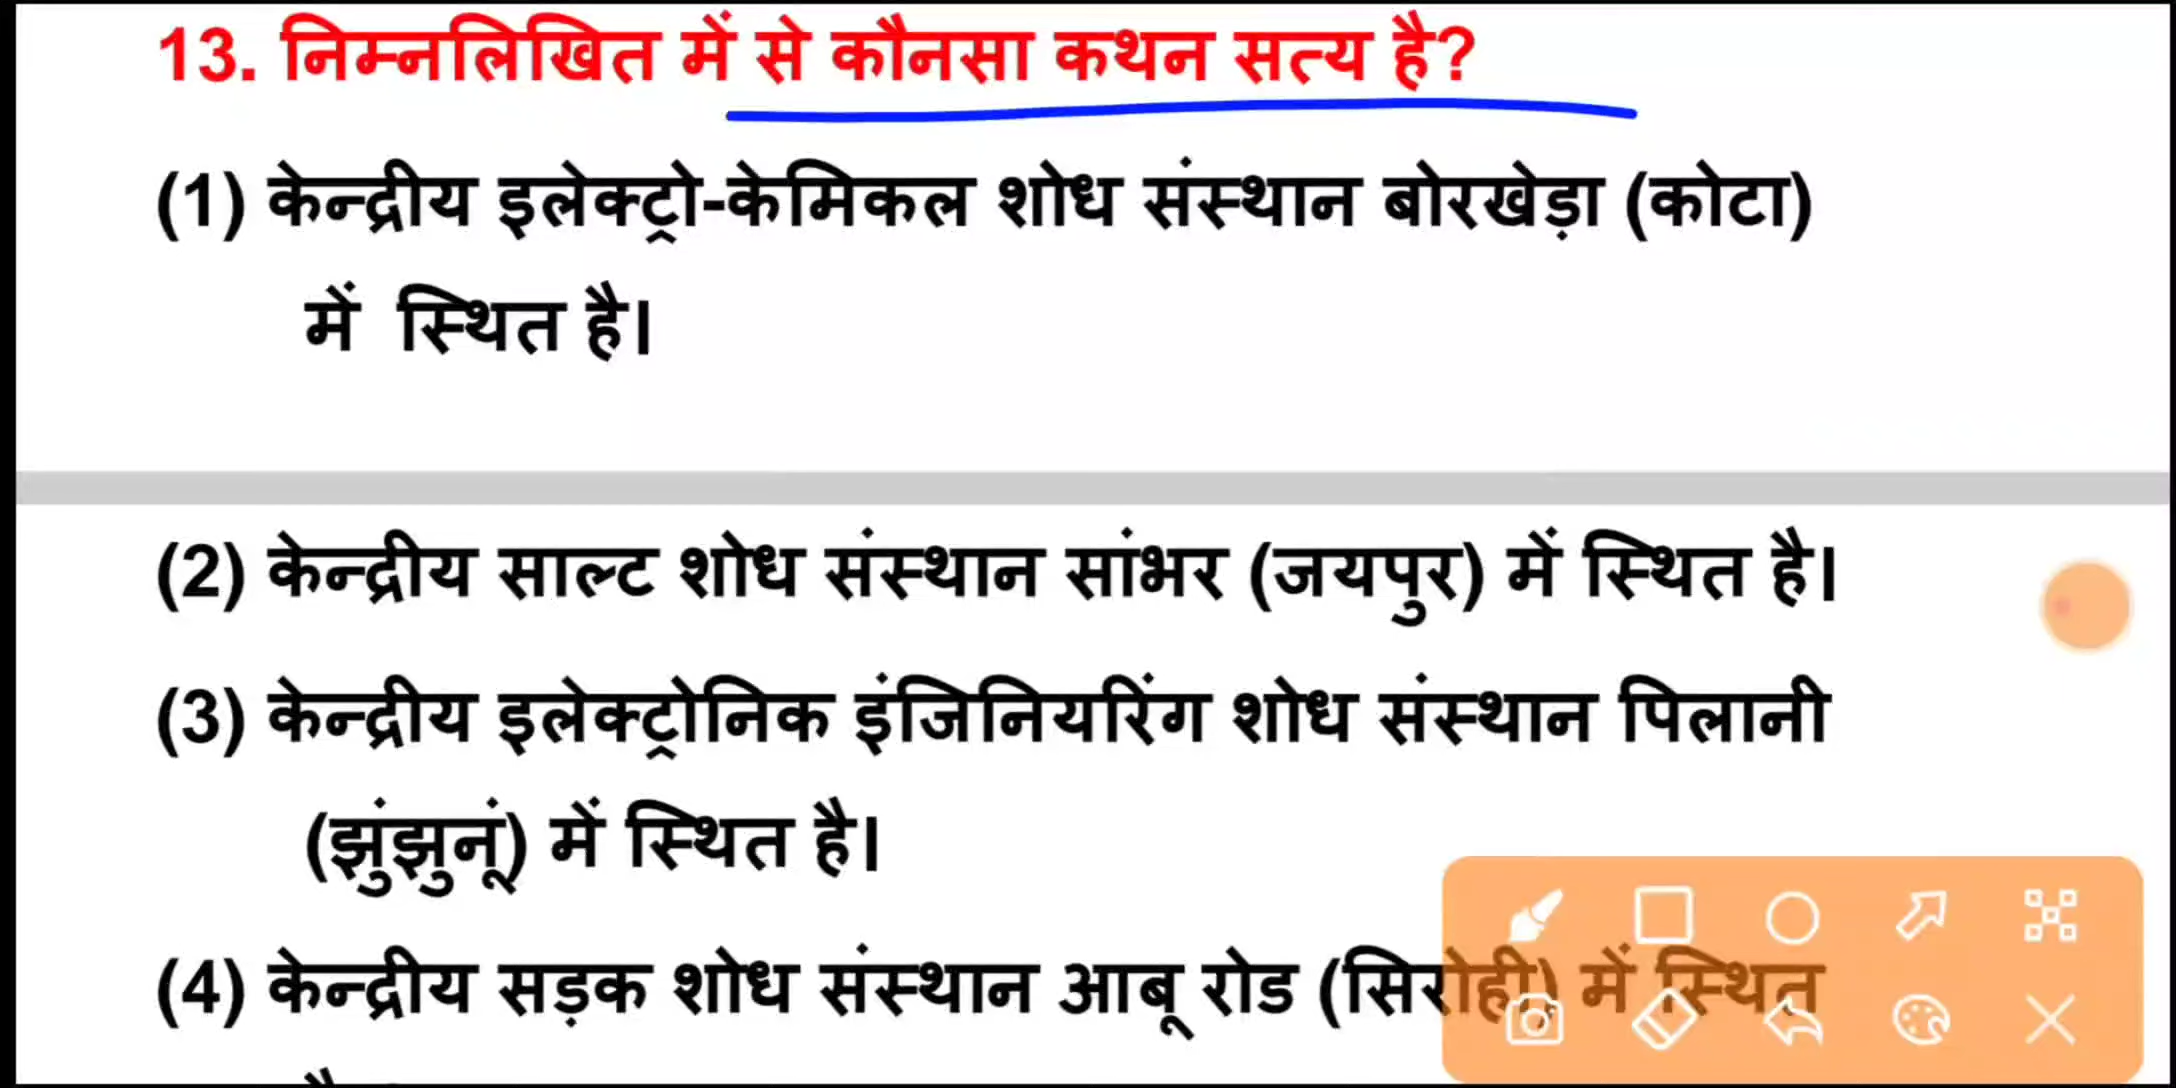 13. निम्नलिखित में से कौनसा कथन सत्य है?
(1) केन्द्रीय इलेक्ट्रो-केमिकल शोध संस्थान बोरखेड़ा (कोटा)
में स्थित है।
(2) केन्द्रीय साल्ट शोध संस्थान सांभर (जयपुर) में स्थित है।
(3) केन्द्रीय इलेक्ट्रोनिक इंजिनियरिंग शोध संस्थान पिलानी
(झुंझुनूं) में स्थित है।
(4) केन्द्रीय सड़क शोध संस्थान आबू रोड (सिरोही) में स्थित